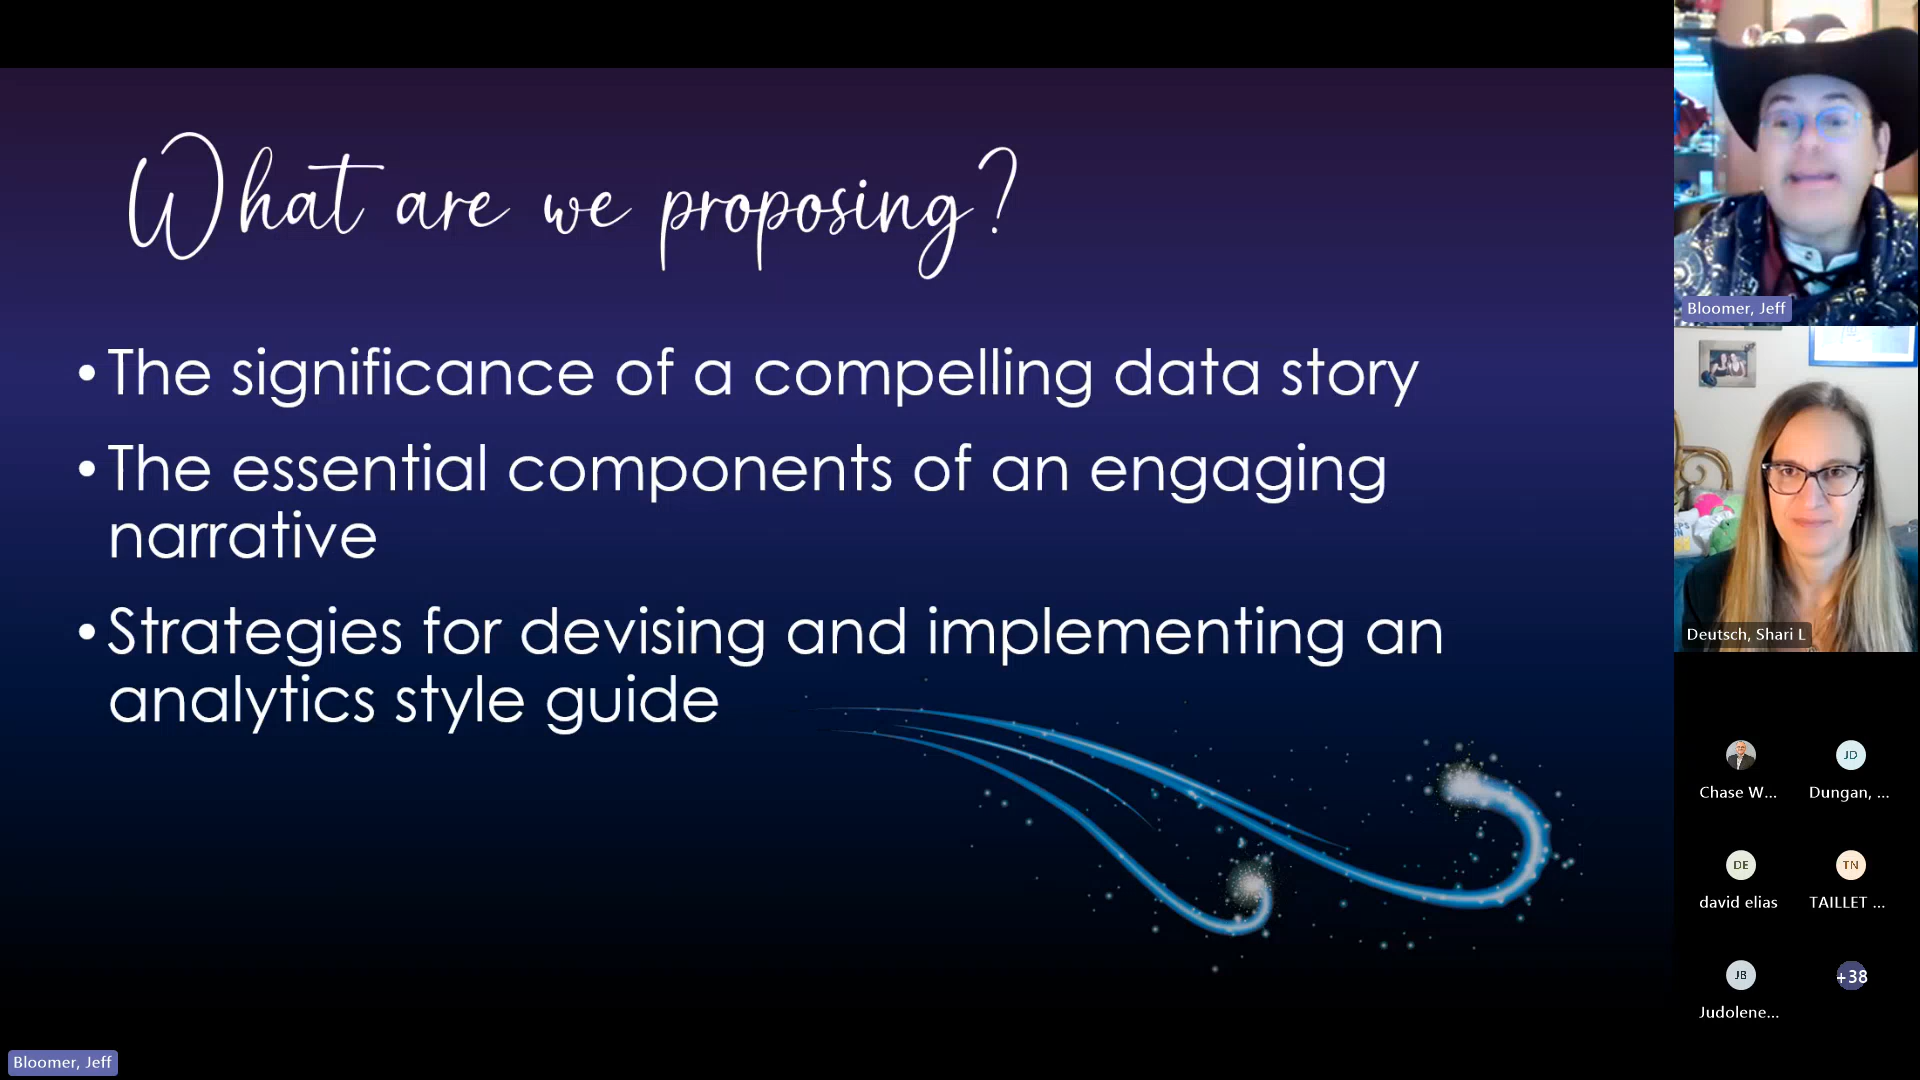 What are we proposing?
•The significance of a compelling data story
•The essential components of an engaging
narrative
•Strategies for devising and implementing an
analytics style guide
Bloomer, Jeff
Deutsch, Shari L
Chase W...
JD
Dungan, ...
DE
david elias
TN
TAILLET ...
JB
Judolene...
+38
Bloomer, Jeff